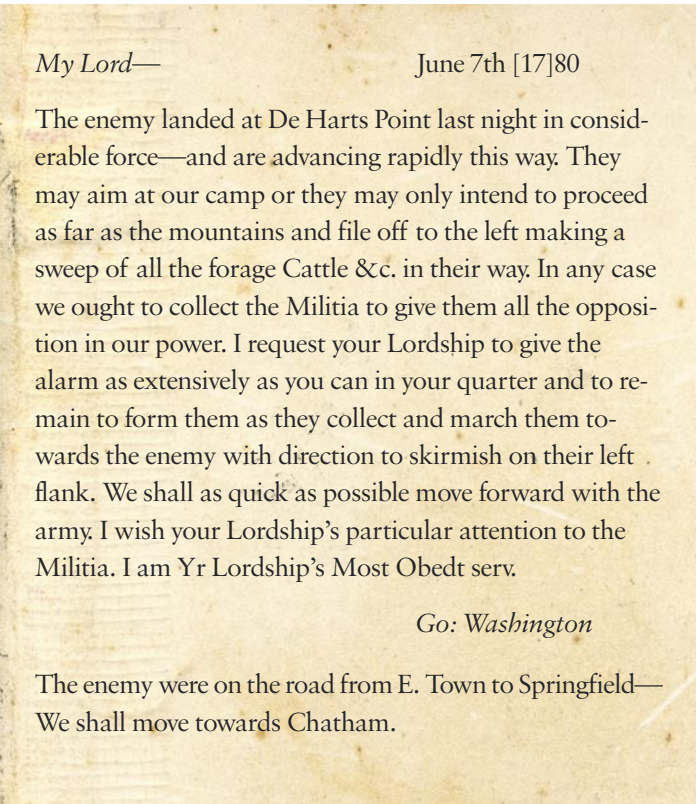 My Lord— June 7th [17]80
The enemy landed at De Harts Point last night in consid-
erable force—and are advancing rapidly this way. They
may aim at our camp or they may only intend to proceed
as far as the mountains and file off to the left making a
sweep of all the forage Cattle &c. in their way. In any case
we ought to collect the Militia to give them all the opposi-
tion in our power. I request your Lordship to give the
alarm as extensively as you can in your quarter and to re-
main to form them as they collect and march them to-
wards the enemy with direction to skirmish on their left
flank. We shall as quick as possible move forward with the
army. I wish your Lordship’s particular attention to the
Militia. I am Yr Lordship’s Most Obedt serv.
Go: Washington
The enemy were on the road from E. Town to Springfield—
We shall move towards Chatham.